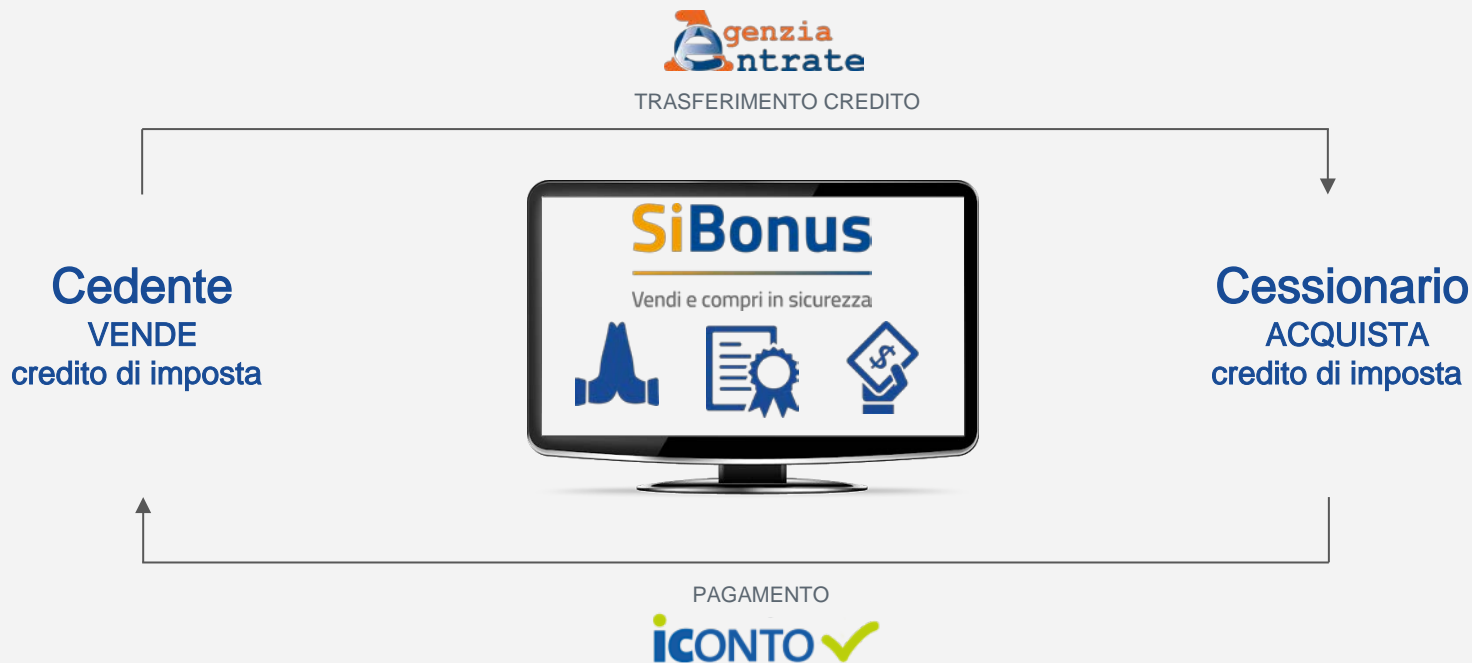 Agenzia
entrate
TRASFERIMENTO CREDITO
SiBonus
Vendi e compri in sicurezza
$
Cedente
VENDE
credito di imposta
Cessionario
ACQUISTA
credito di imposta
PAGAMENTO
iCONTO